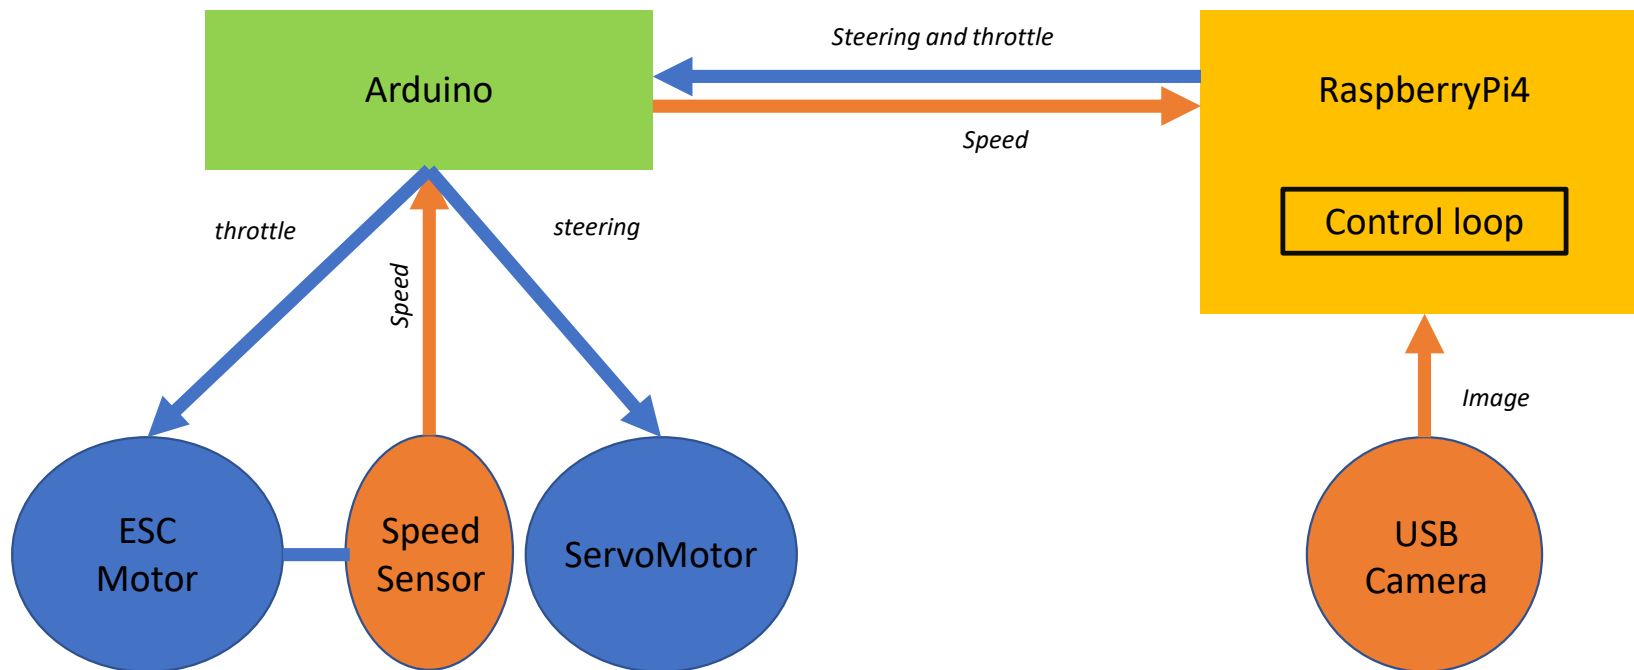 Steering and throttle
Arduino
RaspberryPi4
Speed
Control loop
throttle
steering
Speed
Image
ESC
Motor
Speed
Sensor
ServoMotor
USB
Camera